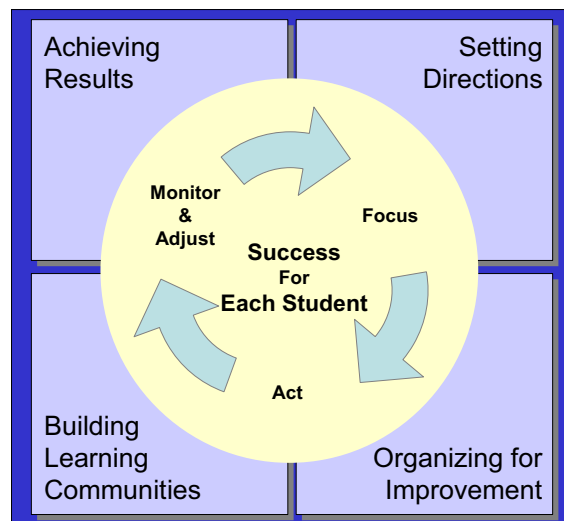 Achieving
Results
Setting
Directions
Monitor
&
Adjust
Focus
Success
For
Each Student
Act
Building
Learning
Communities
Organizing for
Improvement